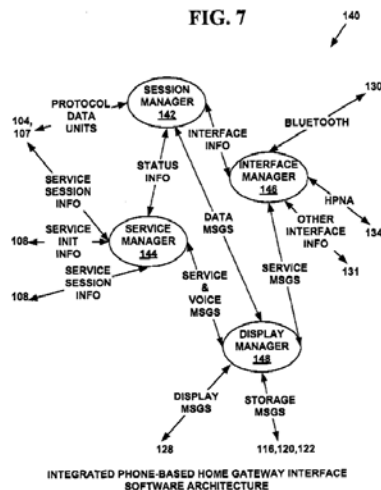 FIG. 7
140
SESSION
MANAGER
142
PROTOCOL
DATA
UNITS
104,
107
INTERFACE
INFO
130
BLUETOOTH
INTERFACE
MANAGER
146
HPNA
134
OTHER
INTERFACE
INFO
131
STATUS
INFO
SERVICE
SESSION
INFO
DATA
MSGS
SERVICE
INIT
INFO
106
SERVICE
MANAGER
144
SERVICE
SESSION
INFO
108
SERVICE
&
VOICE
MSGS
SERVICE
MSGS
DISPLAY
MANAGER
148
DISPLAY
MSGS
STORAGE
MSGS
128
116,120,122
INTEGRATED PHONE-BASED HOME GATEWAY INTERFACE
SOFTWARE ARCHITECTURE